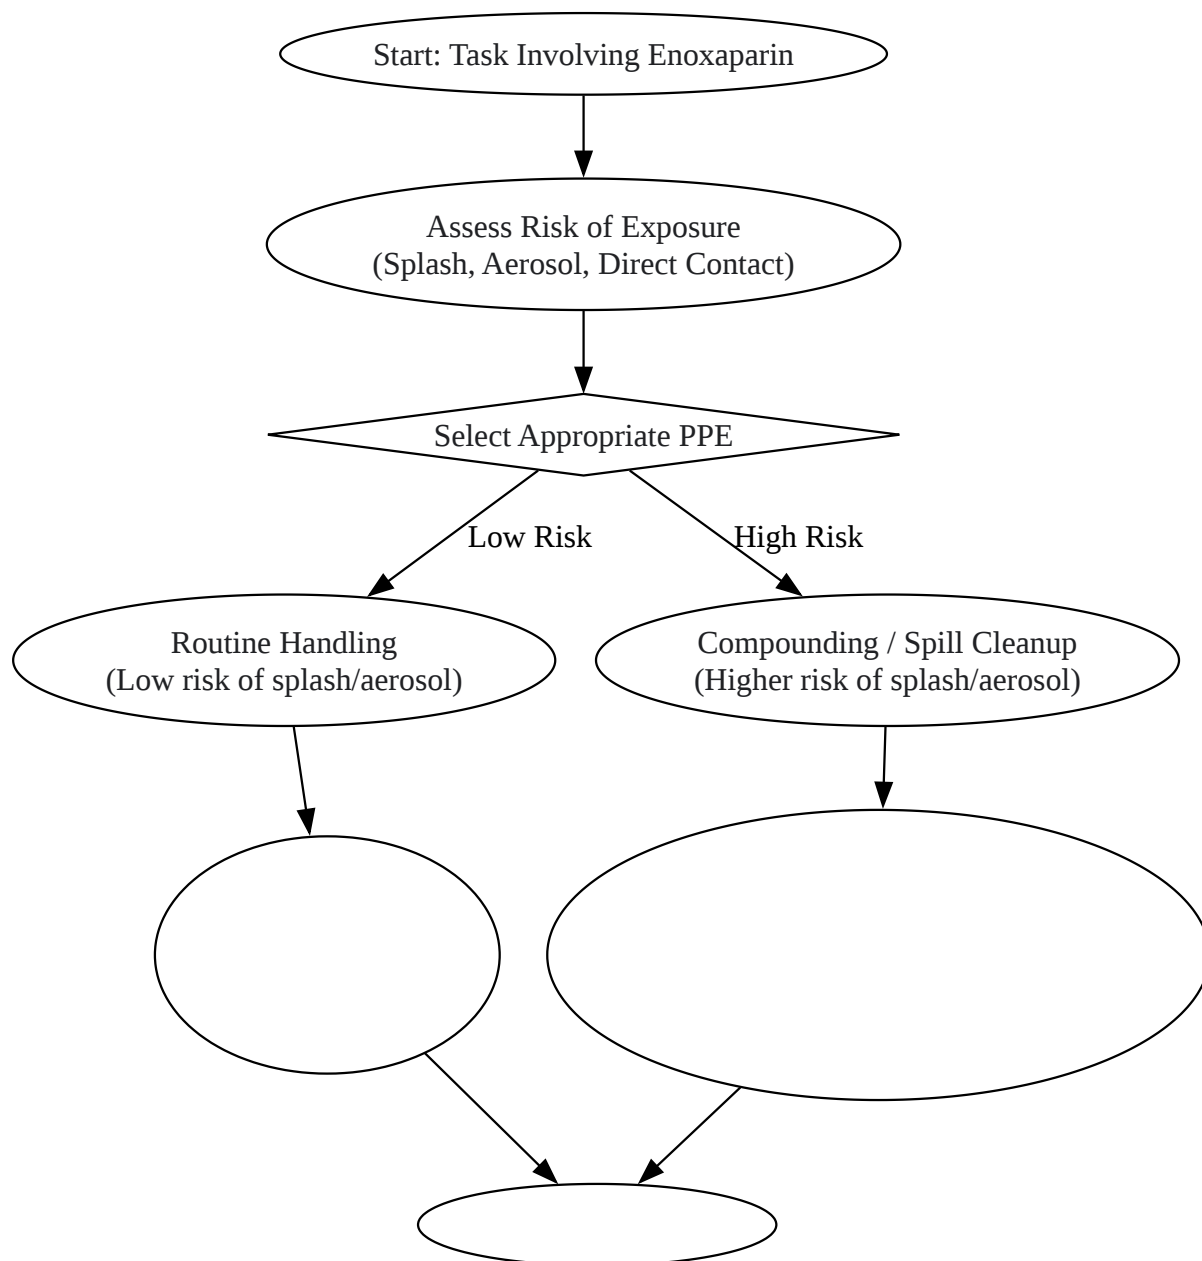 Start: Task Involving Enoxaparin
Assess Risk of Exposure
(Splash, Aerosol, Direct Contact)
Select Appropriate PPE
Low Risk
High Risk
Routine Handling
(Low risk of splash/aerosol)
Compounding / Spill Cleanup
(Higher risk of splash/aerosol)